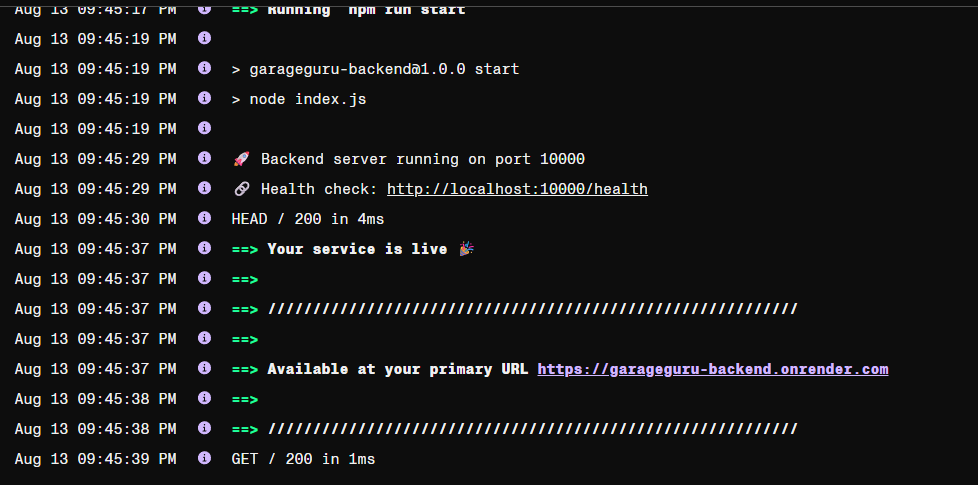 Aug 13 09:45:17 PM ==> Running 'npm run start'
Aug 13 09:45:19 PM
Aug 13 09:45:19 PM > garageguru-backend@1.0.0 start
Aug 13 09:45:19 PM > node index.js
Aug 13 09:45:19 PM
Aug 13 09:45:29 PM 🚀 Backend server running on port 10000
Aug 13 09:45:29 PM 🔗 Health check: http://localhost:10000/health
Aug 13 09:45:30 PM HEAD / 200 in 4ms
Aug 13 09:45:37 PM ==> Your service is live 🎉
Aug 13 09:45:37 PM ==>
Aug 13 09:45:37 PM ==> ///////////////////////////////////////////////////////////
Aug 13 09:45:37 PM ==>
Aug 13 09:45:37 PM ==> Available at your primary URL https://garageguru-backend.onrender.com
Aug 13 09:45:38 PM ==>
Aug 13 09:45:38 PM ==> ///////////////////////////////////////////////////////////
Aug 13 09:45:39 PM GET / 200 in 1ms